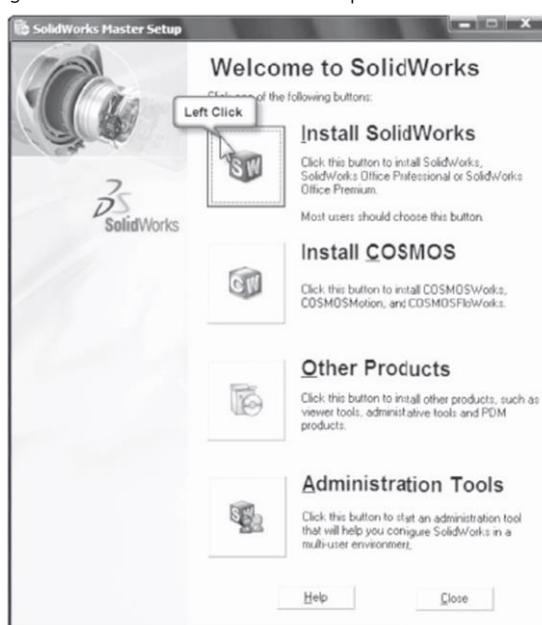 SolidWorks Master Setup
Welcome to SolidWorks
of the following buttons:
Left Click
Install SolidWorks
Click this button to install SolidWorks,
SolidWorks Office Professional or SolidWorks
Office Premium.
Most users should choose this button.
SolidWorks
Install COSMOS
Click this button to install COSMOSWorks,
COSMOSMotion, and COSMOSFloWorks.
Other Products
Click this button to install other products, such as
viewer tools, administrative tools and PDM
products.
Administration Tools
Click this button to start an administration tool
that will help you configure SolidWorks in a
multi-user environment.
Help
Close